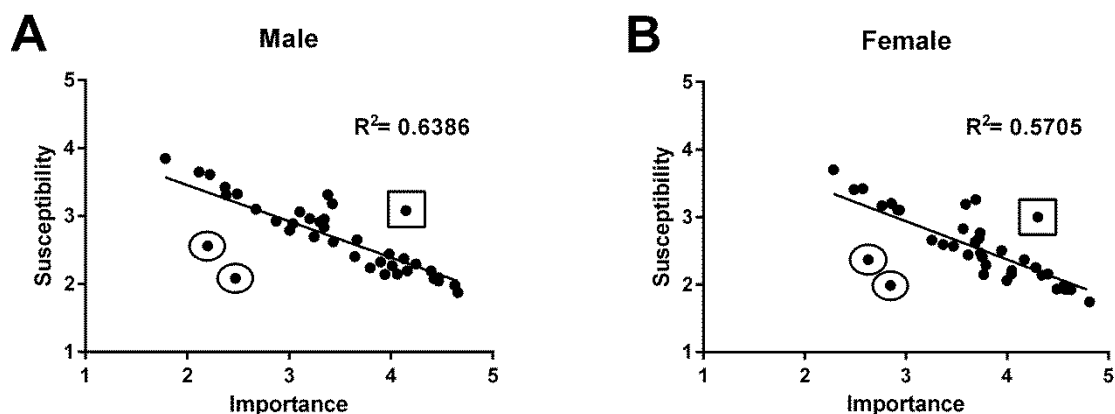 A
Male
5
4
3
2
1
Susceptibility
R²= 0.6386
1 2 3 4 5
Importance
B
Female
5
4
3
2
1
Susceptibility
R²= 0.5705
1 2 3 4 5
Importance